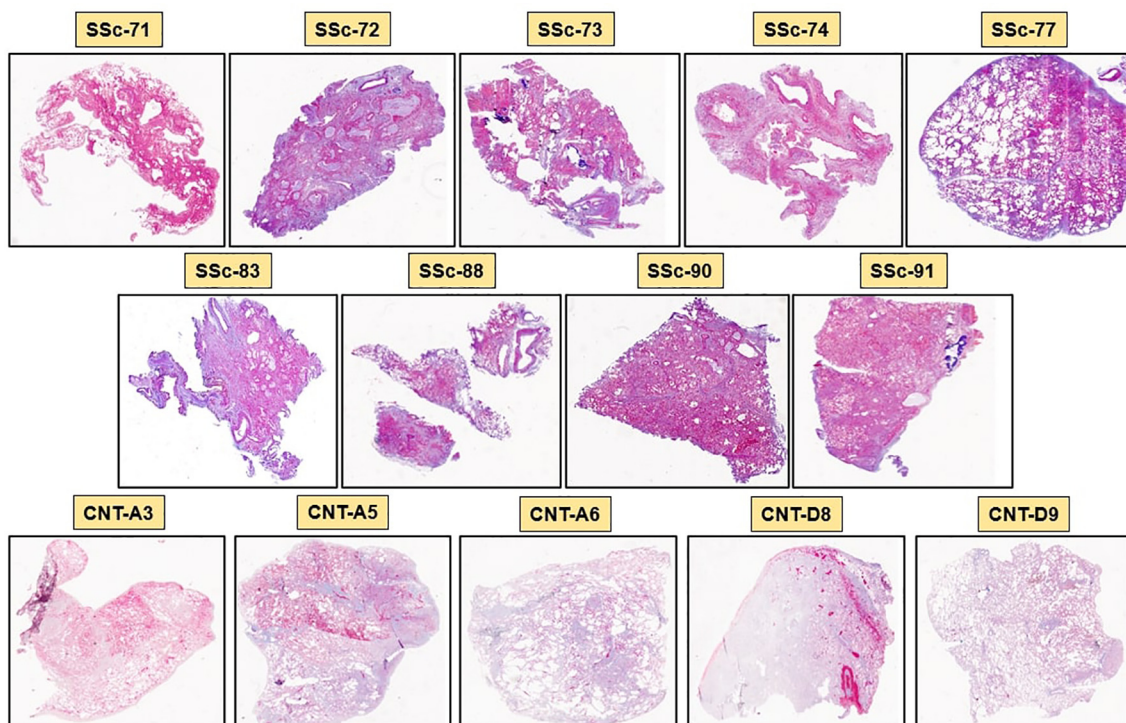 SSc-71
SSc-72
SSc-73
SSc-74
SSc-77
SSc-83
SSc-88
SSc-90
SSc-91
CNT-A3
CNT-A5
CNT-A6
CNT-D8
CNT-D9